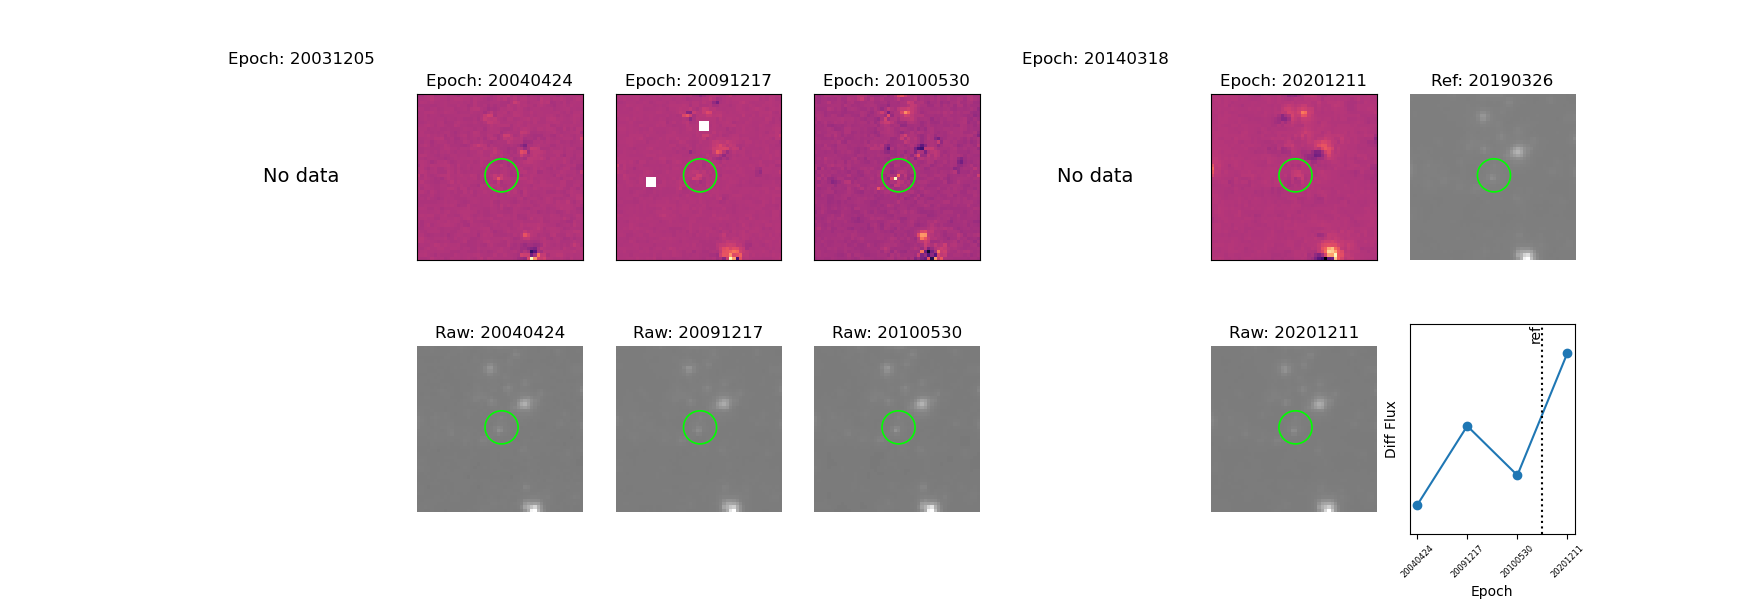 Epoch: 20031205
Epoch: 20040424
Epoch: 20091217
Epoch: 20100530
Epoch: 20140318
Epoch: 20201211
Ref: 20190326
No data
No data
Raw: 20040424
Raw: 20091217
Raw: 20100530
Raw: 20201211
ref
Diff Flux
20040424
20091217
20100530
20201211
Epoch